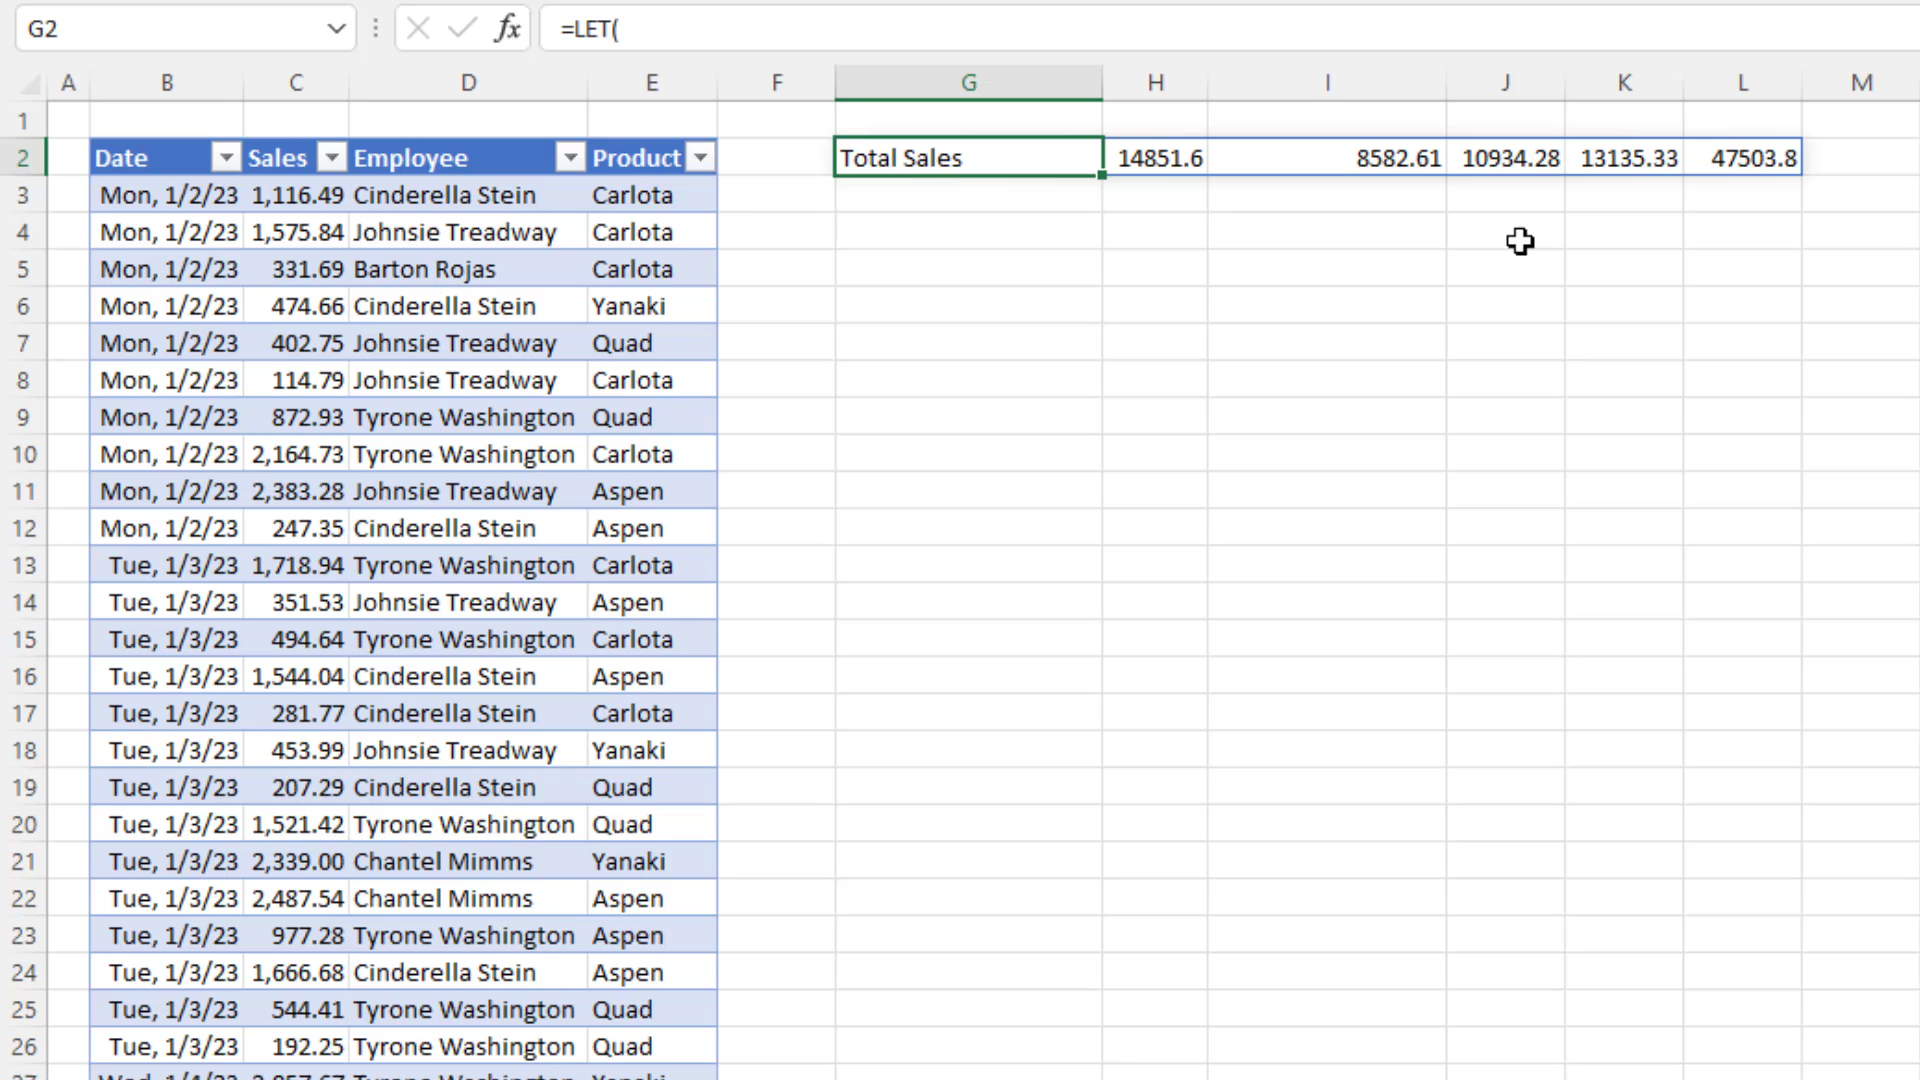 G2 fx =LET(
A B C D E F G H I J K L M
1
2 Date Sales Employee Product Total Sales 14851.6 8582.61 10934.28 13135.33 47503.8
3 Mon, 1/2/23 1,116.49 Cinderella Stein Carlota
4 Mon, 1/2/23 1,575.84 Johnsie Treadway Carlota
5 Mon, 1/2/23 331.69 Barton Rojas Carlota
6 Mon, 1/2/23 474.66 Cinderella Stein Yanaki
7 Mon, 1/2/23 402.75 Johnsie Treadway Quad
8 Mon, 1/2/23 114.79 Johnsie Treadway Carlota
9 Mon, 1/2/23 872.93 Tyrone Washington Quad
10 Mon, 1/2/23 2,164.73 Tyrone Washington Carlota
11 Mon, 1/2/23 2,383.28 Johnsie Treadway Aspen
12 Mon, 1/2/23 247.35 Cinderella Stein Aspen
13 Tue, 1/3/23 1,718.94 Tyrone Washington Carlota
14 Tue, 1/3/23 351.53 Johnsie Treadway Aspen
15 Tue, 1/3/23 494.64 Tyrone Washington Carlota
16 Tue, 1/3/23 1,544.04 Cinderella Stein Aspen
17 Tue, 1/3/23 281.77 Cinderella Stein Carlota
18 Tue, 1/3/23 453.99 Johnsie Treadway Yanaki
19 Tue, 1/3/23 207.29 Cinderella Stein Quad
20 Tue, 1/3/23 1,521.42 Tyrone Washington Quad
21 Tue, 1/3/23 2,339.00 Chantel Mimms Yanaki
22 Tue, 1/3/23 2,487.54 Chantel Mimms Aspen
23 Tue, 1/3/23 977.28 Tyrone Washington Aspen
24 Tue, 1/3/23 1,666.68 Cinderella Stein Aspen
25 Tue, 1/3/23 544.41 Tyrone Washington Quad
26 Tue, 1/3/23 192.25 Tyrone Washington Quad